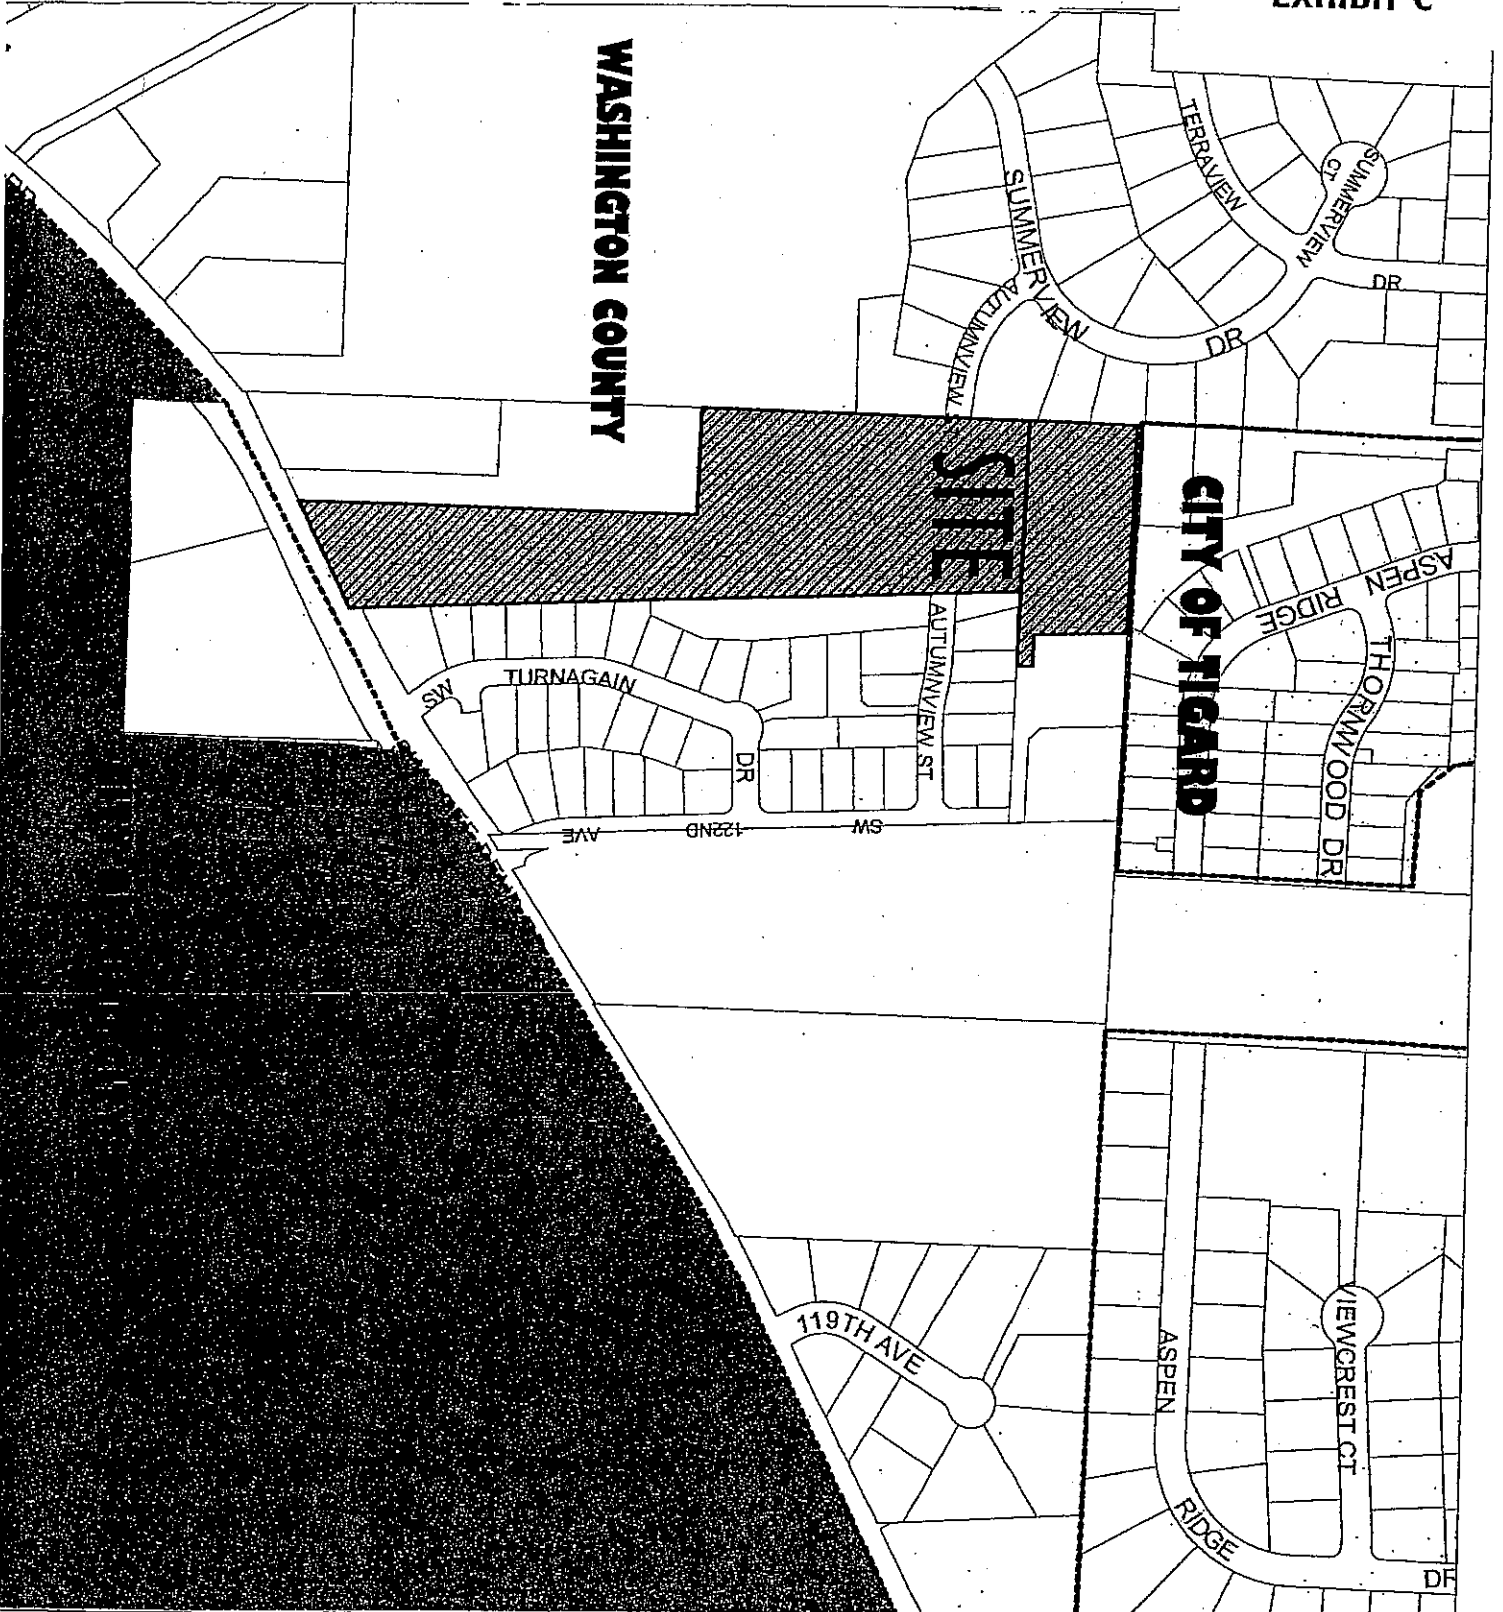 EXHIBIT C
WASHINGTON COUNTY
SUMMERVIEW
DR
TERRAVIEW
SUMMERVIEW
CT
DR
AUTUMNVIEW S
SITE
CITY OF TIGARD
ASPEN
RIDGE
THORNWOOD DR
AUTUMNVIEW ST
SW
TURNAGAIN
DR
SW
122ND
AVE
119TH AVE
ASPEN
RIDGE
DR
VIEWCREST CT